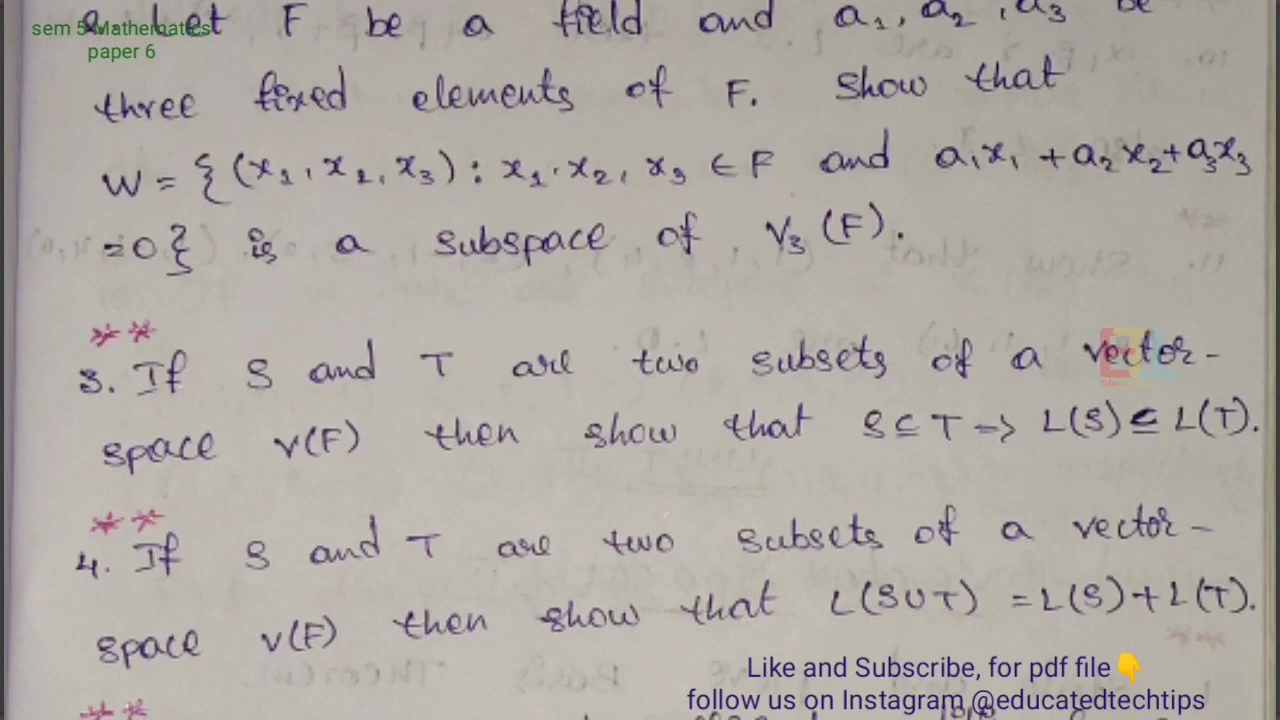 Let F be a field and a1, a2, a3 be
sem 5 Mathematics
paper 6
three fixed elements of F. Show that
W = { (x1, x2, x3) : x1, x2, x3 ∈ F and a1x1 + a2x2 + a3x3
= 0 } is a subspace of V3 (F).
**
3. If S and T are two subsets of a vector-
space V(F) then show that S ⊆ T => L(S) ⊆ L(T).
**
4. If S and T are two subsets of a vector-
space V(F) then show that L(S∪T) = L(S) + L(T).
Like and Subscribe, for pdf file👇
follow us on Instagram @educatedtechtips
**